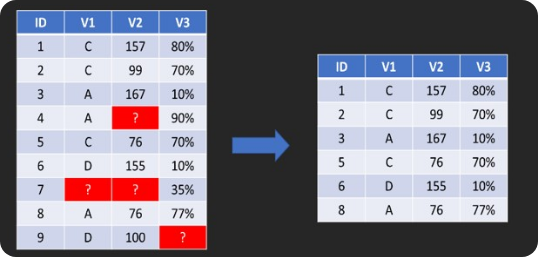 ID V1 V2 V3
1 C 157 80%
2 C 99 70%
3 A 167 10%
4 A ? 90%
5 C 76 70%
6 D 155 10%
7 ? ? 35%
8 A 76 77%
9 D 100 ?
ID V1 V2 V3
1 C 157 80%
2 C 99 70%
3 A 167 10%
5 C 76 70%
6 D 155 10%
8 A 76 77%